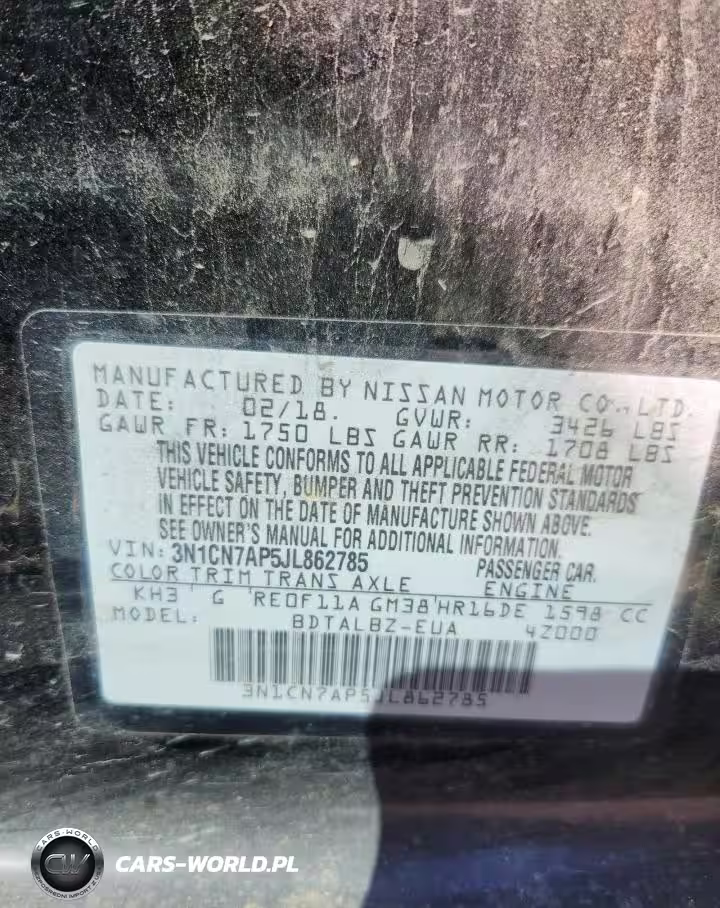 MANUFACTURED BY NISSAN MOTOR CO., LTD.
DATE: 02/18. GVWR: 3426 LBS
GAWR FR: 1750 LBS GAWR RR: 1708 LBS
THIS VEHICLE CONFORMS TO ALL APPLICABLE FEDERAL MOTOR
VEHICLE SAFETY, BUMPER AND THEFT PREVENTION STANDARDS
IN EFFECT ON THE DATE OF MANUFACTURE SHOWN ABOVE.
SEE OWNER'S MANUAL FOR ADDITIONAL INFORMATION.
VIN: 3N1CN7AP5JL862785 PASSENGER CAR.
COLOR TRIM TRANS AXLE ENGINE
KH3 G RE0F11A GM38 HR16DE 1598 CC
MODEL: BDTALBZ-EUA 4Z000
3N1CN7AP5JL862785
CARS-WORLD
CW
CARS-WORLD.PL